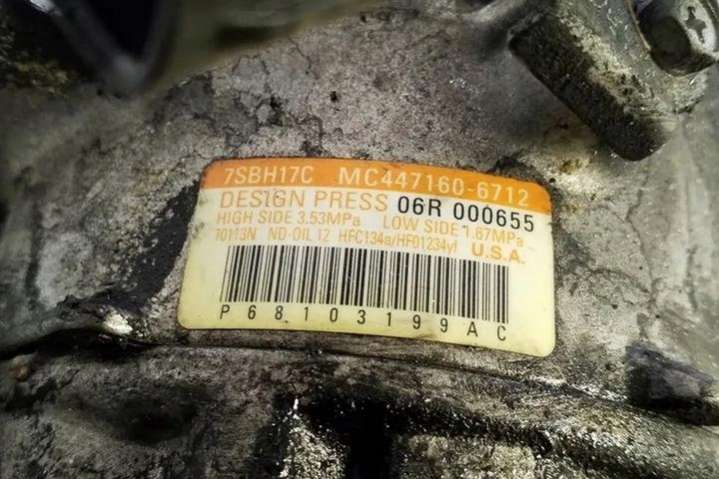 7SBH17C MC447160-6712
DESIGN PRESS 06R 000655
HIGH SIDE 3.53MPa LOW SIDE 1.67MPa
70113N ND-OIL 12 HFC134a/HFO1234yf U.S.A.
P68103199AC